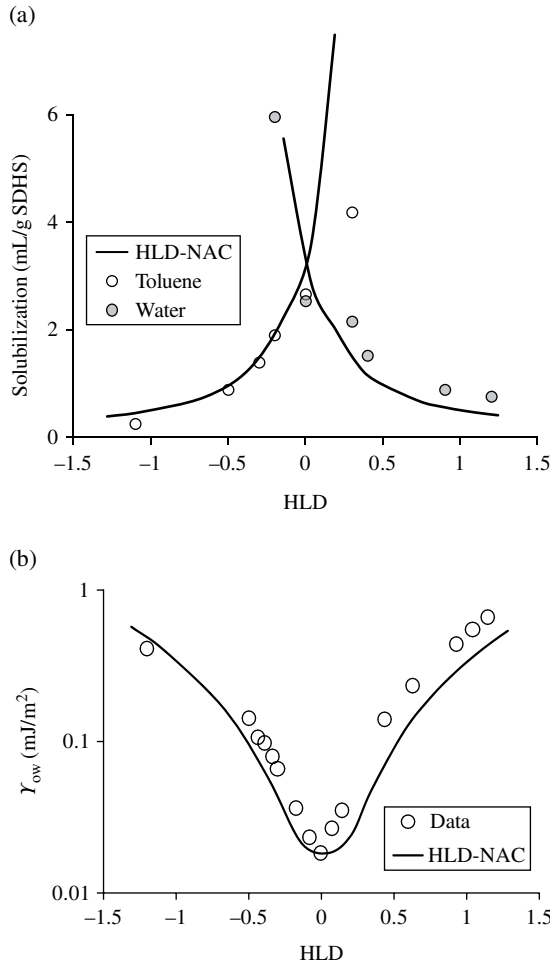 (a)
Solubilization (mL/g SDHS)
6
4
2
0
HLD-NAC
Toluene
Water
−1.5 −1 −0.5 0 0.5 1 1.5
HLD
(b)
ϒow (mJ/m²)
1
0.1
0.01
Data
HLD-NAC
−1.5 −1 −0.5 0 0.5 1 1.5
HLD